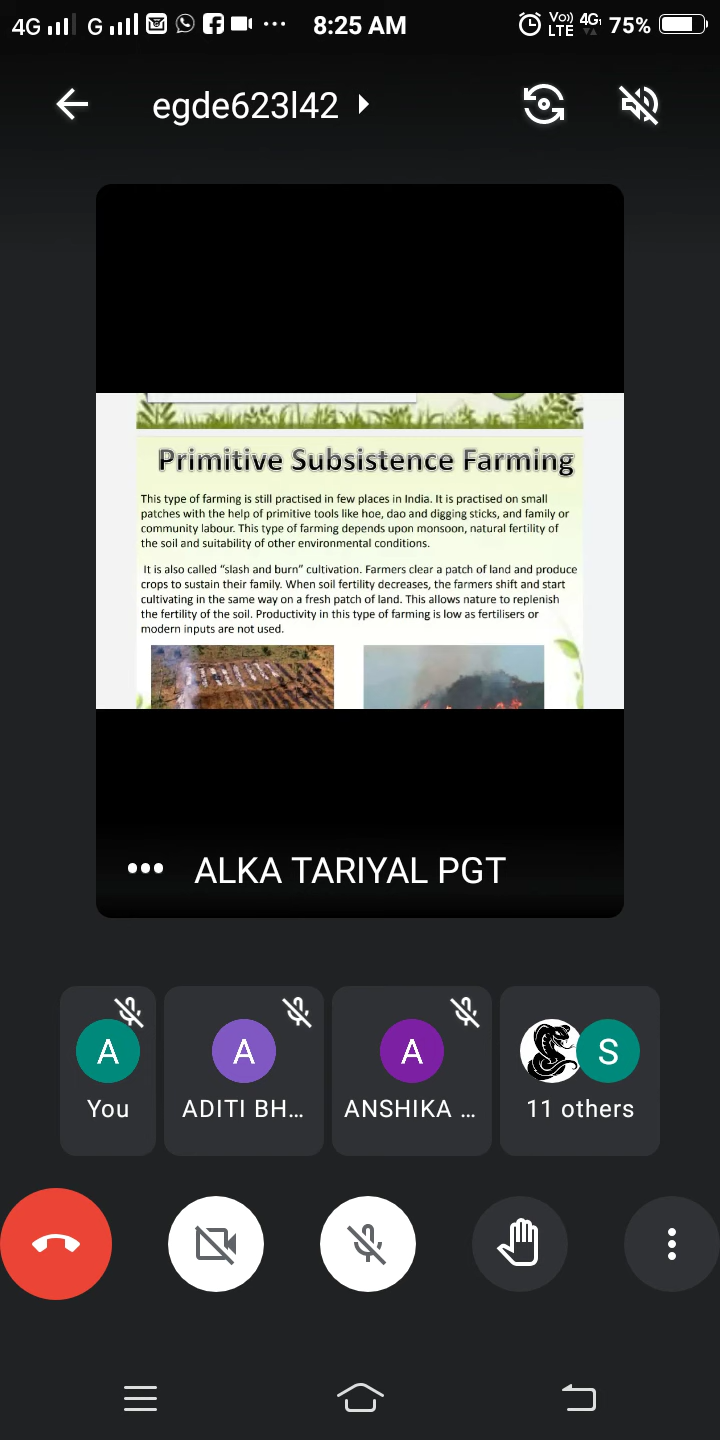 4G G 8:25 AM Vo)) LTE 4G 75%
egde623l42
Primitive Subsistence Farming
This type of farming is still practised in few places in India. It is practised on small
patches with the help of primitive tools like hoe, dao and digging sticks, and family or
community labour. This type of farming depends upon monsoon, natural fertility of
the soil and suitability of other environmental conditions.
It is also called “slash and burn” cultivation. Farmers clear a patch of land and produce
crops to sustain their family. When soil fertility decreases, the farmers shift and start
cultivating in the same way on a fresh patch of land. This allows nature to replenish
the fertility of the soil. Productivity in this type of farming is low as fertilisers or
modern inputs are not used.
ALKA TARIYAL PGT
A A A S
You ADITI BH... ANSHIKA ... 11 others